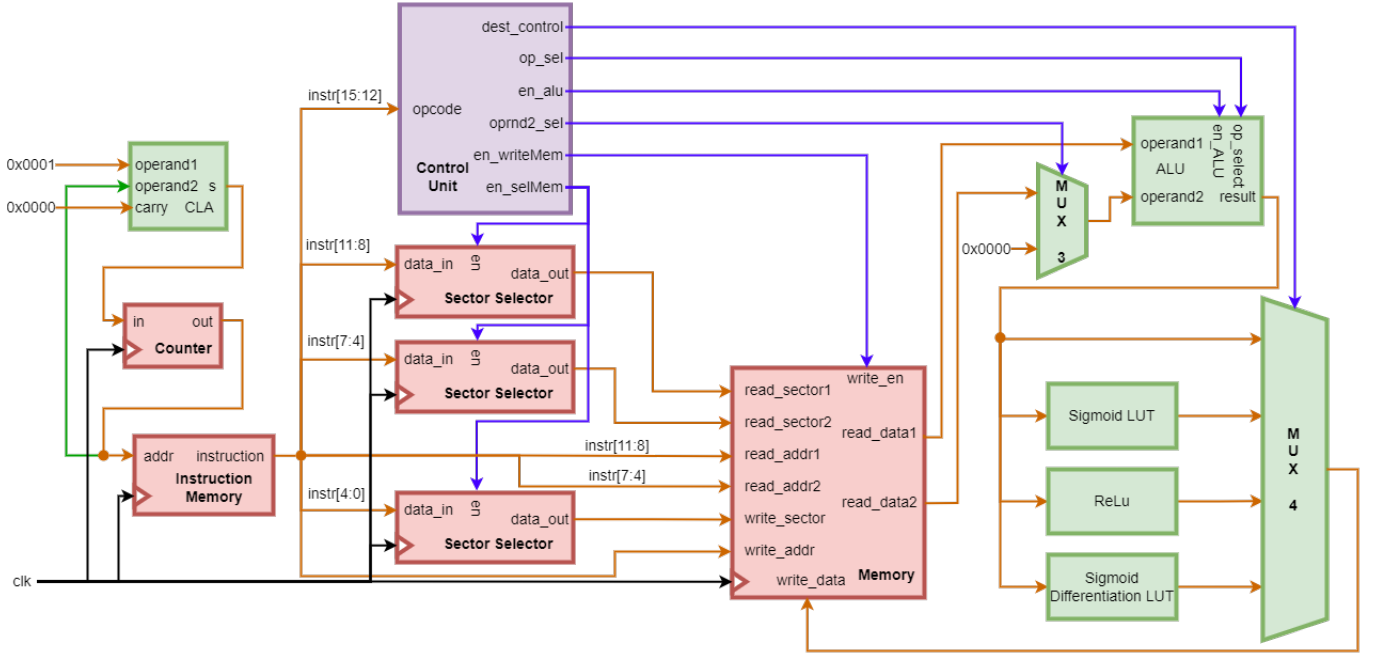 dest_control
op_sel
en_alu
oprnd2_sel
en_writeMem
en_selMem
opcode
Control
Unit
instr[15:12]
0x0001
0x0000
operand1
operand2 s
carry CLA
in out
Counter
addr instruction
Instruction
Memory
clk
instr[11:8]
data_in
en
data_out
Sector Selector
instr[7:4]
data_in
en
data_out
Sector Selector
instr[4:0]
data_in
en
data_out
Sector Selector
instr[11:8]
instr[7:4]
write_en
read_sector1
read_sector2
read_addr1
read_addr2
write_sector
write_addr
write_data
read_data1
read_data2
Memory
0x0000
M
U
X
3
operand1
ALU
operand2
en_ALU
op_select
result
Sigmoid LUT
ReLu
Sigmoid
Differentiation LUT
M
U
X
4